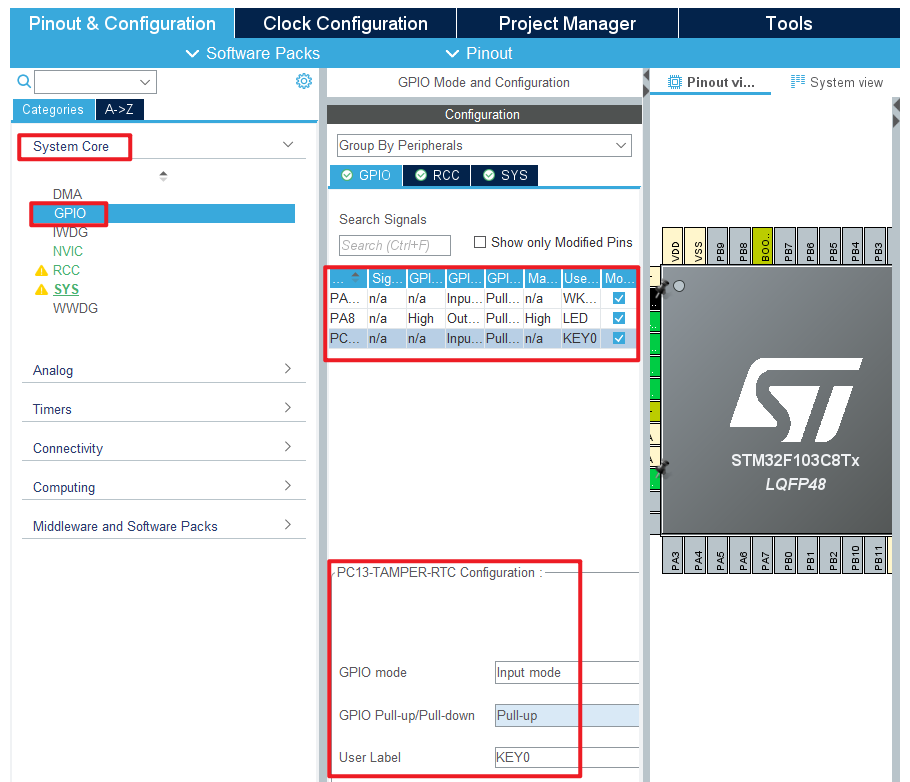 Pinout & Configuration
Clock Configuration
Project Manager
Tools
Software Packs
Pinout
Categories
A->Z
System Core
DMA
GPIO
IWDG
NVIC
RCC
SYS
WWDG
Analog
Timers
Connectivity
Computing
Middleware and Software Packs
GPIO Mode and Configuration
Configuration
Group By Peripherals
GPIO
RCC
SYS
Search Signals
Search (Ctrl+F)
Show only Modified Pins
... Sig... GPI... GPI... GPI... Ma... Use... Mo...
PA... n/a n/a Inpu... Pull... n/a WK...
PA8 n/a High Out... Pull... High LED
PC... n/a n/a Inpu... Pull... n/a KEY0
PC13-TAMPER-RTC Configuration :
GPIO mode
Input mode
GPIO Pull-up/Pull-down
Pull-up
User Label
KEY0
Pinout vi...
System view
VDD
VSS
PB9
PB8
BOO..
PB7
PB6
PB5
PB4
PB3
STM32F103C8Tx
LQFP48
PA3
PA4
PA5
PA6
PA7
PB0
PB1
PB2
PB10
PB11